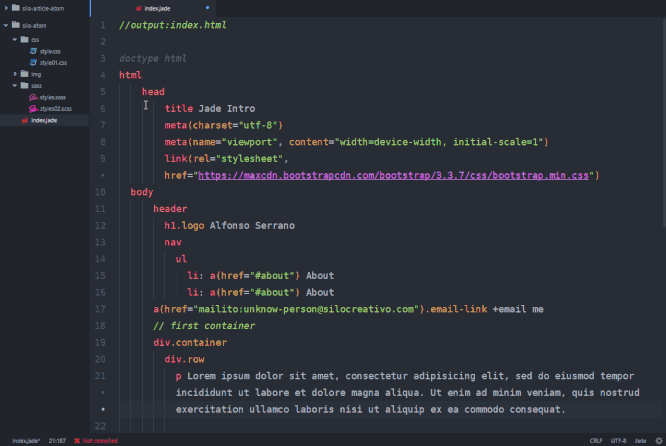 silo-article-atom
silo-atom
css
style.css
style01.css
img
sass
styles.sass
styles02.scss
index.jade
index.jade
1 //output:index.html
2
3 doctype html
4 html
5 head
6 title Jade Intro
7 meta(charset="utf-8")
8 meta(name="viewport", content="width=device-width, initial-scale=1")
9 link(rel="stylesheet",
• href="https://maxcdn.bootstrapcdn.com/bootstrap/3.3.7/css/bootstrap.min.css")
10 body
11 header
12 h1.logo Alfonso Serrano
13 nav
14 ul
15 li: a(href="#about") About
16 li: a(href="#about") About
17 a(href="mailito:unknow-person@silocreativo.com").email-link +email me
18 // first container
19 div.container
20 div.row
21 p Lorem ipsum dolor sit amet, consectetur adipisicing elit, sed do eiusmod tempor
• incididunt ut labore et dolore magna aliqua. Ut enim ad minim veniam, quis nostrud
• exercitation ullamco laboris nisi ut aliquip ex ea commodo consequat.
22
index.jade* 21:187 Not compiled CRLF UTF-8 Jade